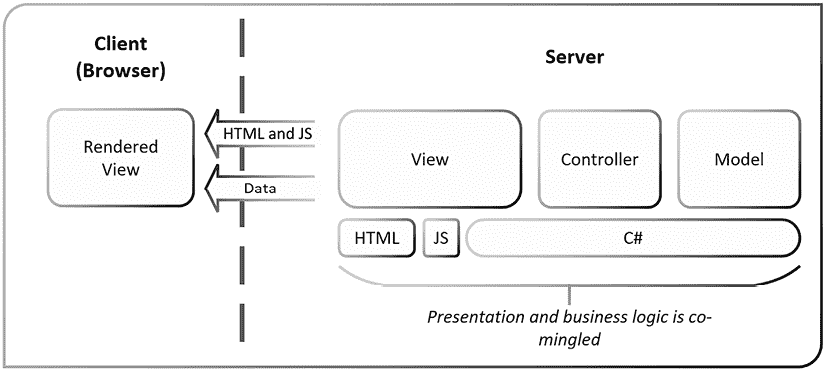 Client
(Browser)
Server
Rendered
View
HTML and JS
Data
View
Controller
Model
HTML
JS
C#
Presentation and business logic is co-
mingled